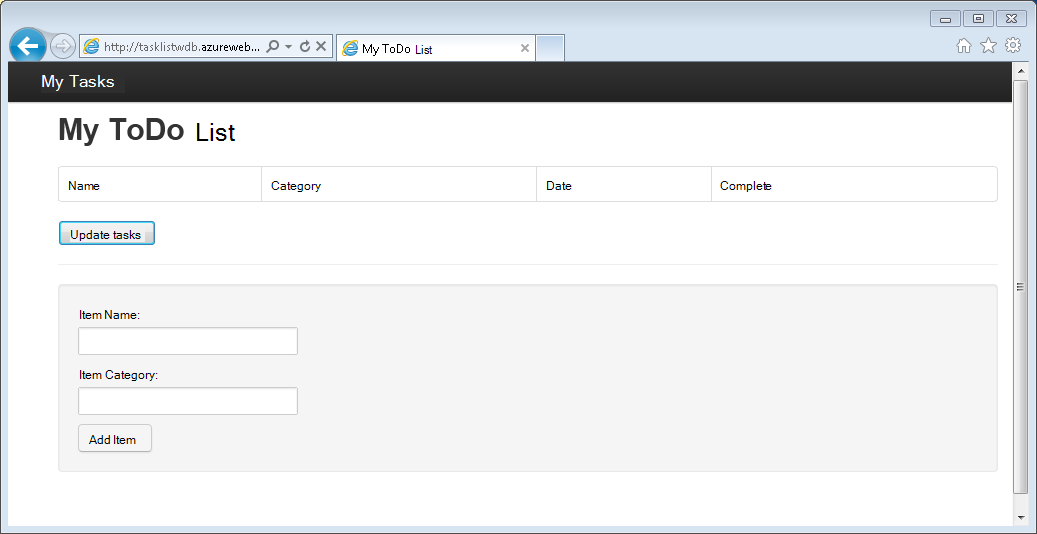 http://tasklistwdb.azureweb...
My ToDo List
My Tasks
My ToDo List
Name Category Date Complete
Update tasks
Item Name:
Item Category:
Add Item